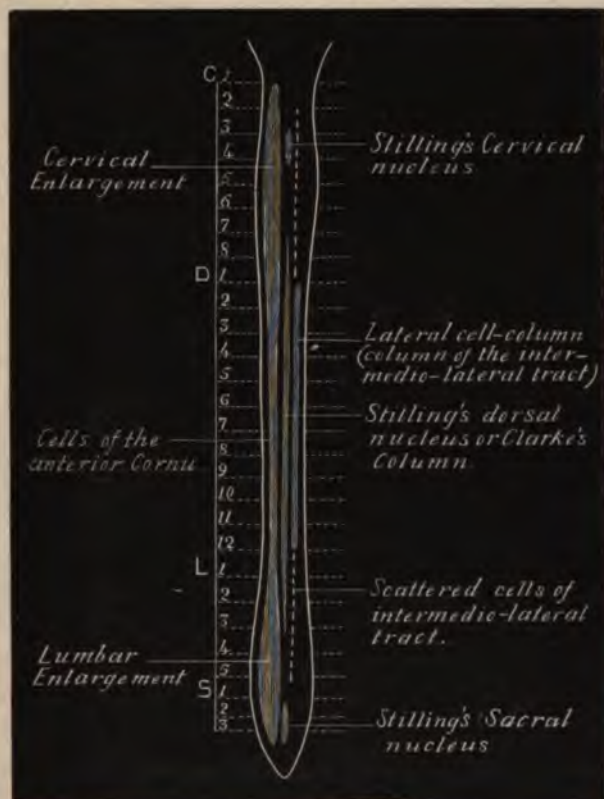 C 1
2
3
4
5
6
7
8
D 1
2
3
4
5
6
7
8
9
10
11
12
L 1
2
3
4
5
S 1
2
3
Cervical
Enlargement
Cells of the
anterior Cornu
Lumbar
Enlargement
Stilling's Cervical
nucleus
Lateral cell-column
(column of the inter-
medio-lateral tract)
Stilling's dorsal
nucleus or Clarke's
Column
Scattered cells of
intermedio-lateral
tract.
Stilling's Sacral
nucleus